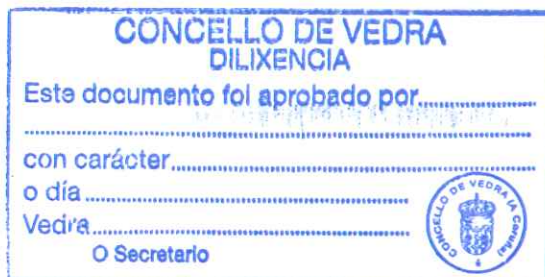 CONCELLO DE VEDRA
DILIXENCIA
Este documento foi aprobado por
con carácter
o día
Vedra
O Secretario
CONCELLO DE VEDRA (A Coruña)